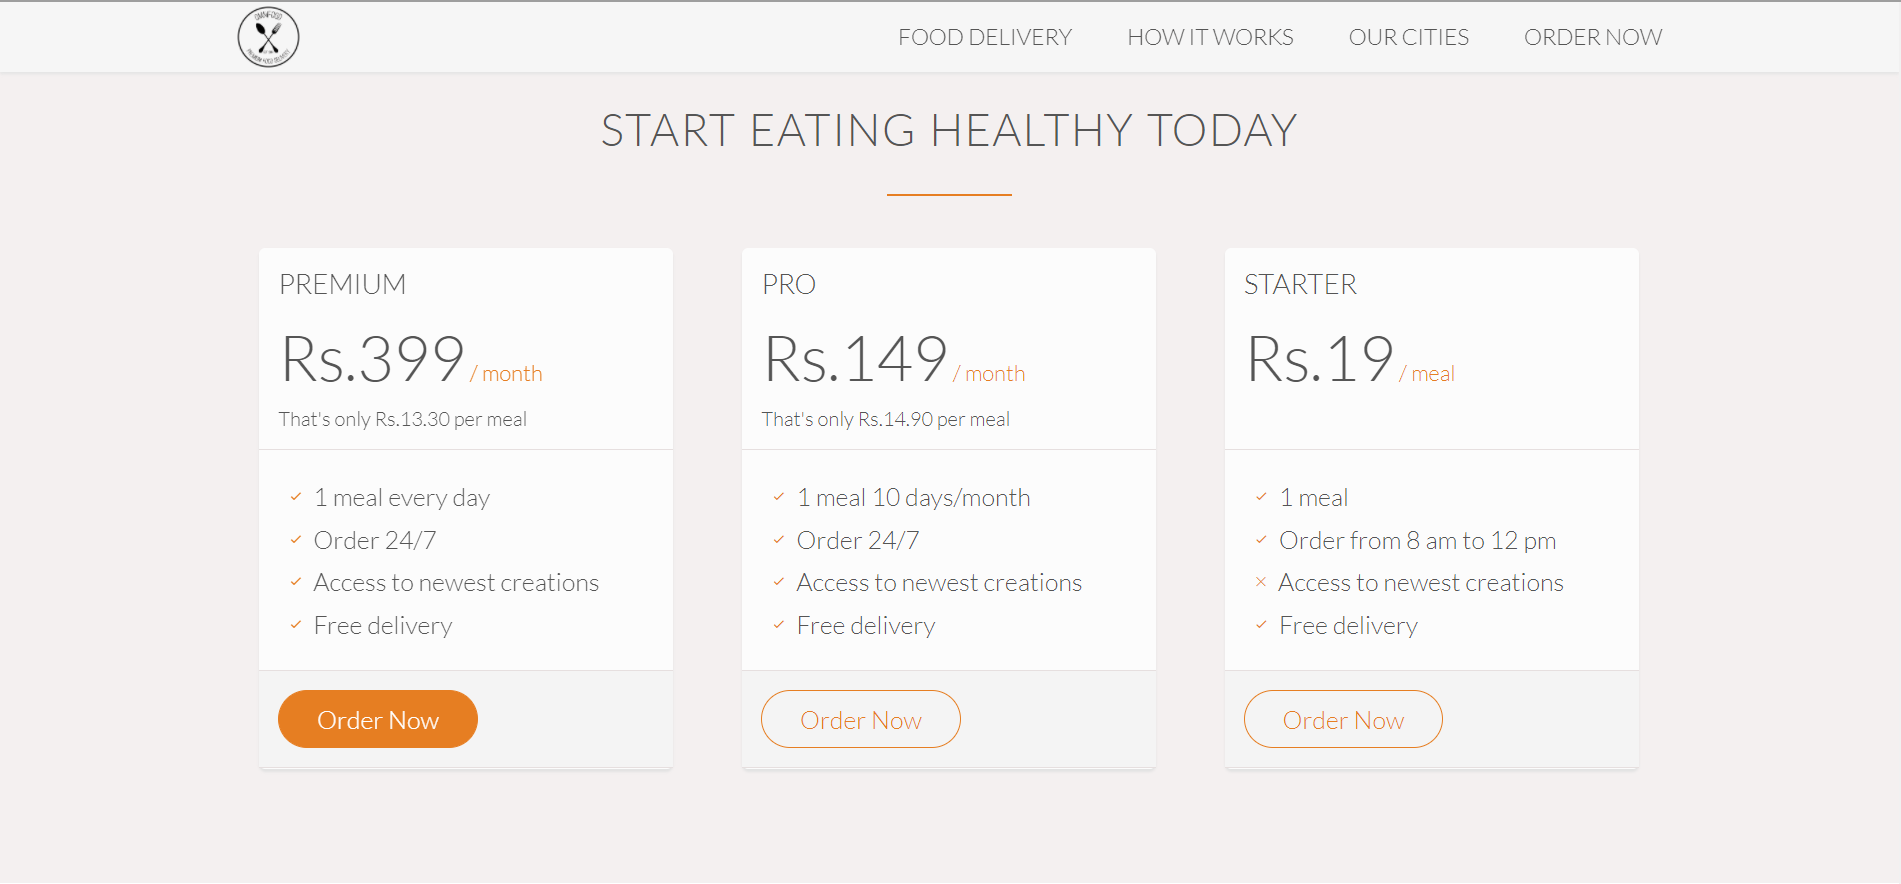 OMNIFOOD
FOOD DELIVERY
HOW IT WORKS
OUR CITIES
ORDER NOW
START EATING HEALTHY TODAY
PREMIUM
Rs.399 / month
That's only Rs.13.30 per meal
1 meal every day
Order 24/7
Access to newest creations
Free delivery
Order Now
PRO
Rs.149 / month
That's only Rs.14.90 per meal
1 meal 10 days/month
Order 24/7
Access to newest creations
Free delivery
Order Now
STARTER
Rs.19 / meal
1 meal
Order from 8 am to 12 pm
Access to newest creations
Free delivery
Order Now